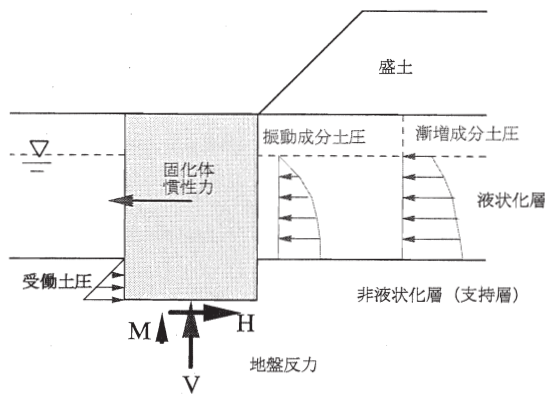 盛土
振動成分土圧
漸増成分土圧
固化体
慣性力
液状化層
受働土圧
非液状化層（支持層）
M
H
地盤反力
V